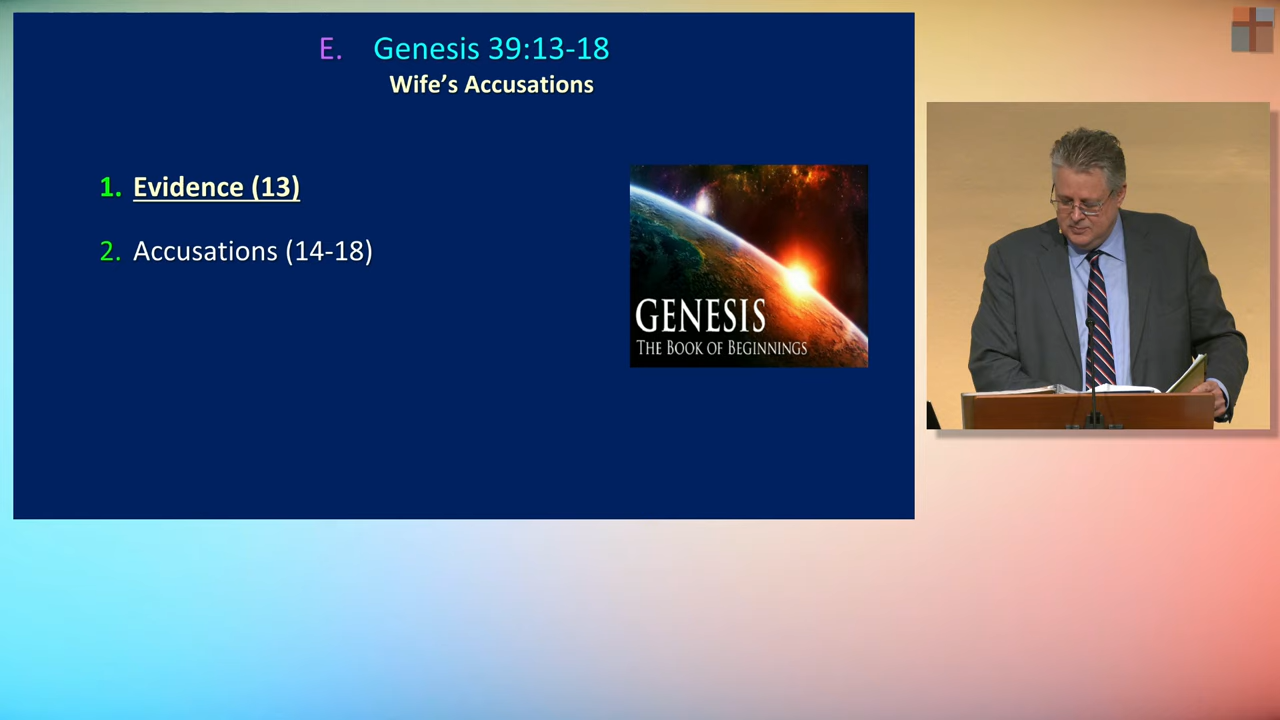 E. Genesis 39:13-18
Wife’s Accusations
1. Evidence (13)
2. Accusations (14-18)
GENESIS
THE BOOK OF BEGINNINGS